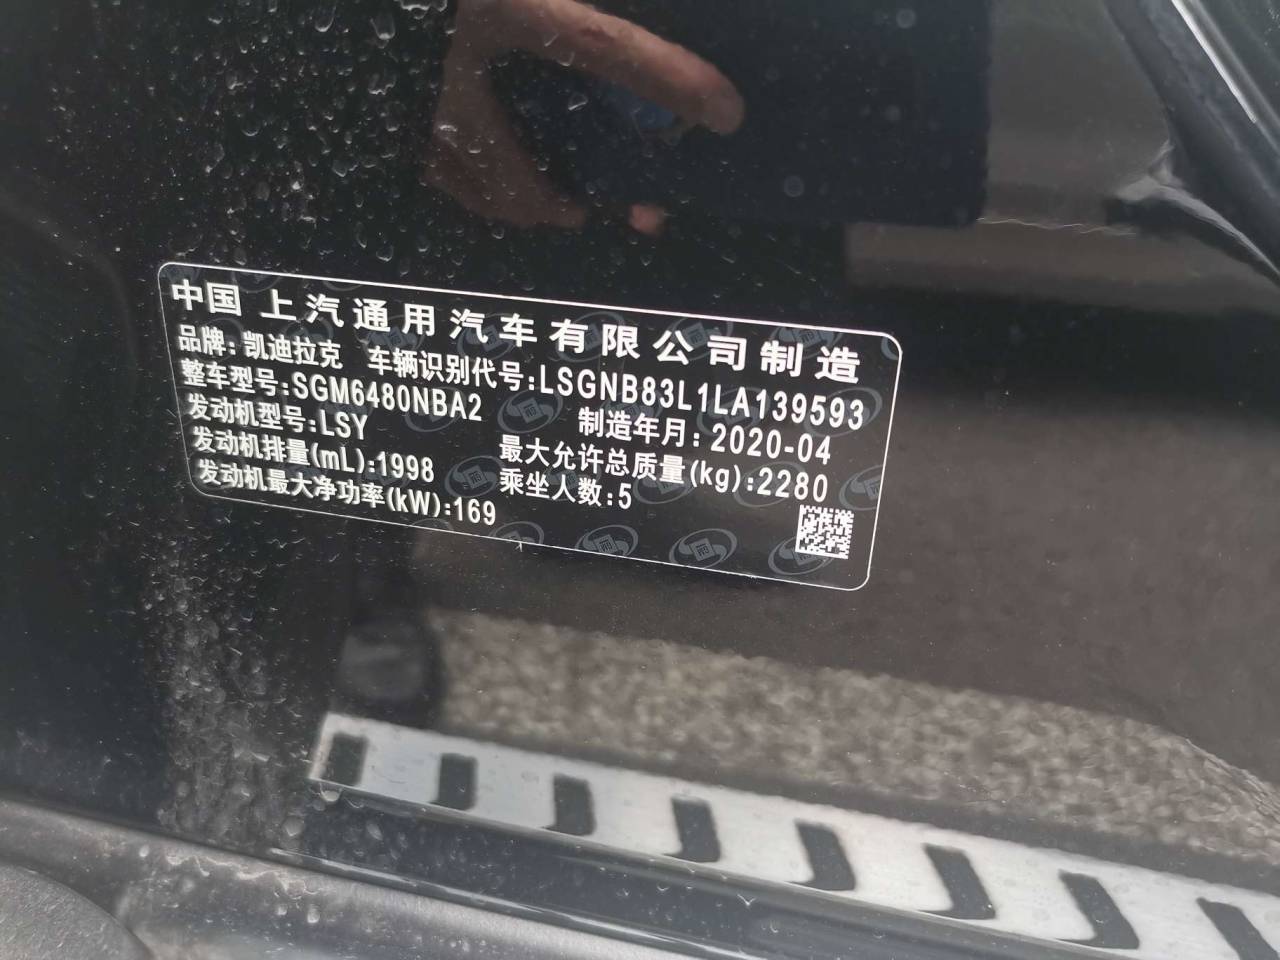 中国 上汽通用汽车有限公司制造
品牌：凯迪拉克 车辆识别代号：LSGNB83L1LA139593
整车型号：SGM6480NBA2 制造年月：2020-04
发动机型号：LSY 最大允许总质量(kg)：2280
发动机排量(mL)：1998 乘坐人数：5
发动机最大净功率(kW)：169